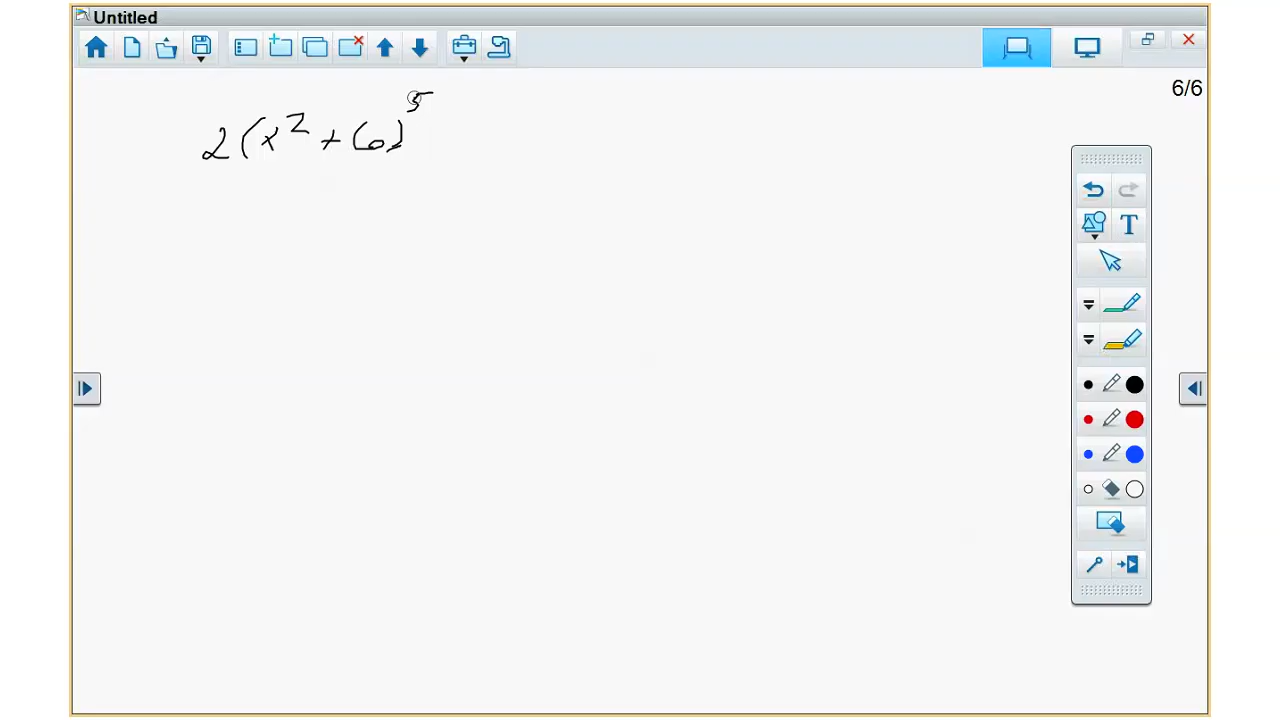 Untitled
6/6
2(x² + 6)⁵
T